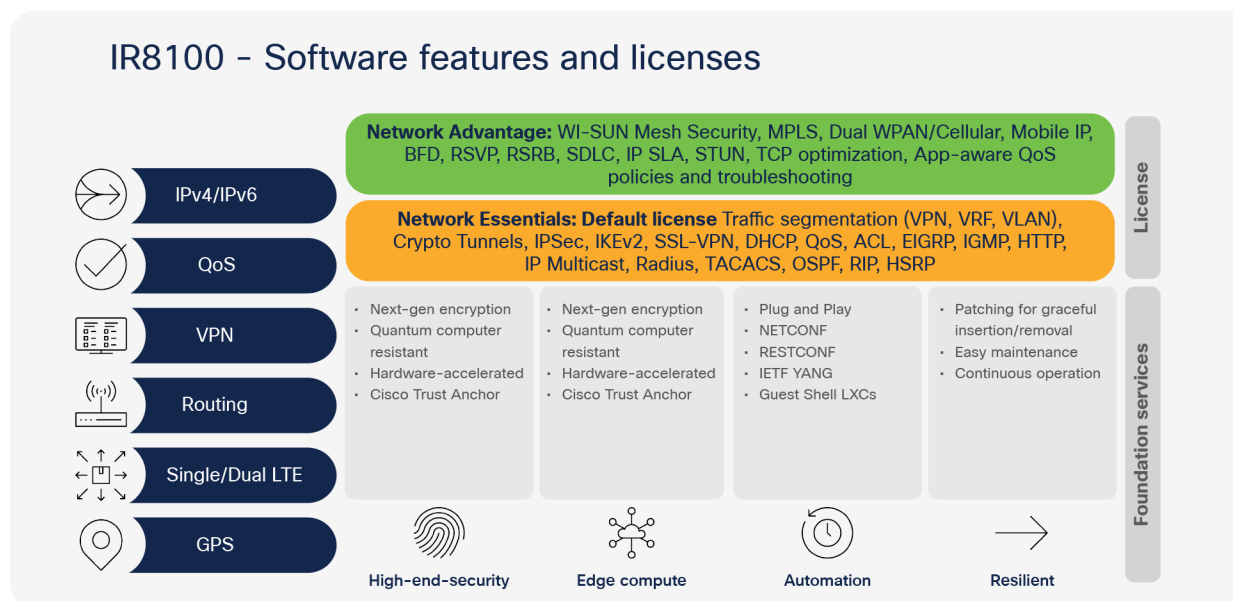 IR8100 - Software features and licenses
Network Advantage: WI-SUN Mesh Security, MPLS, Dual WPAN/Cellular, Mobile IP,
BFD, RSVP, RSRB, SDLC, IP SLA, STUN, TCP optimization, App-aware QoS
policies and troubleshooting
Network Essentials: Default license Traffic segmentation (VPN, VRF, VLAN),
Crypto Tunnels, IPSec, IKEv2, SSL-VPN, DHCP, QoS, ACL, EIGRP, IGMP, HTTP,
IP Multicast, Radius, TACACS, OSPF, RIP, HSRP
License
IPv4/IPv6
QoS
VPN
Routing
Single/Dual LTE
GPS
• Next-gen encryption
• Quantum computer
resistant
• Hardware-accelerated
• Cisco Trust Anchor
High-end-security
• Next-gen encryption
• Quantum computer
resistant
• Hardware-accelerated
• Cisco Trust Anchor
Edge compute
• Plug and Play
• NETCONF
• RESTCONF
• IETF YANG
• Guest Shell LXCs
Automation
• Patching for graceful
insertion/removal
• Easy maintenance
• Continuous operation
Resilient
Foundation services